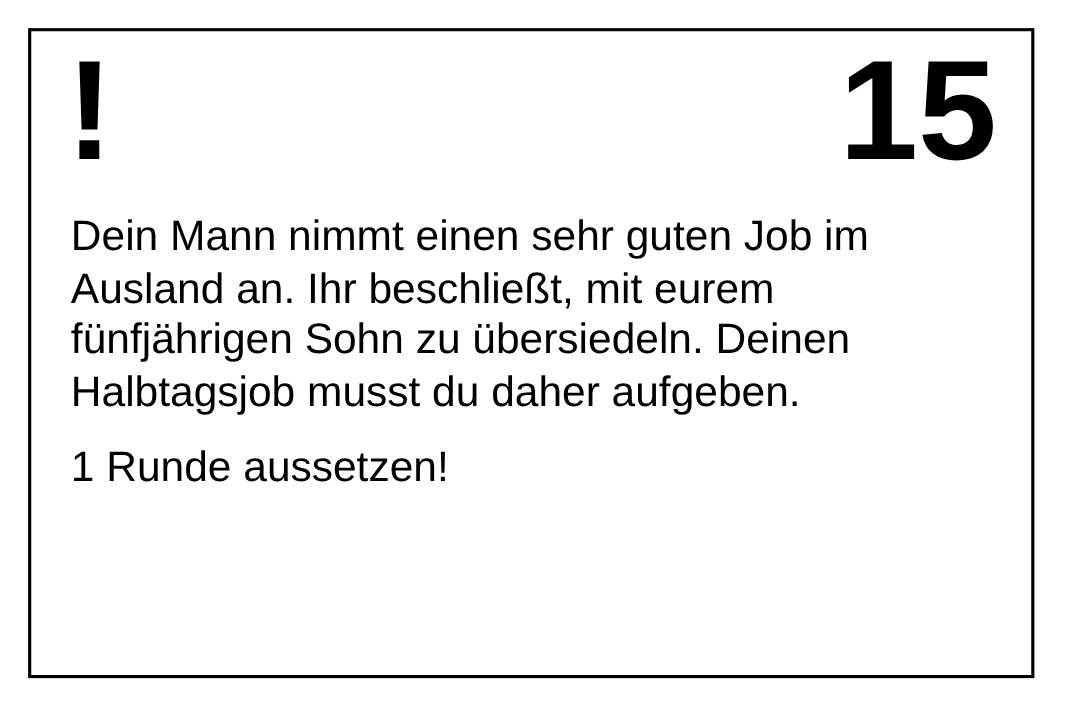 ! 15
Dein Mann nimmt einen sehr guten Job im
Ausland an. Ihr beschließt, mit eurem
fünfjährigen Sohn zu übersiedeln. Deinen
Halbtagsjob musst du daher aufgeben.
1 Runde aussetzen!